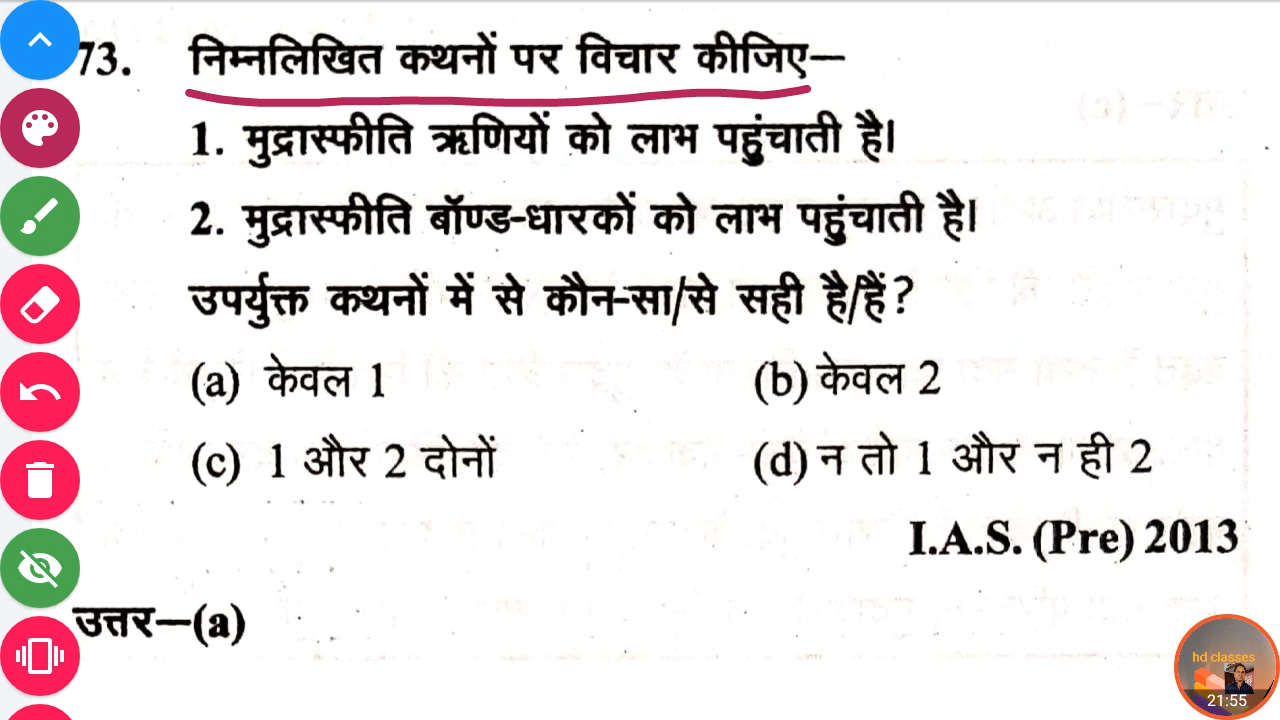 73. निम्नलिखित कथनों पर विचार कीजिए—
1. मुद्रास्फीति ऋणियों को लाभ पहुंचाती है।
2. मुद्रास्फीति बॉण्ड-धारकों को लाभ पहुंचाती है।
उपर्युक्त कथनों में से कौन-सा/से सही है/हैं?
(a) केवल 1 (b) केवल 2
(c) 1 और 2 दोनों (d) न तो 1 और न ही 2
I.A.S. (Pre) 2013
उत्तर—(a)
hd classes
21:55